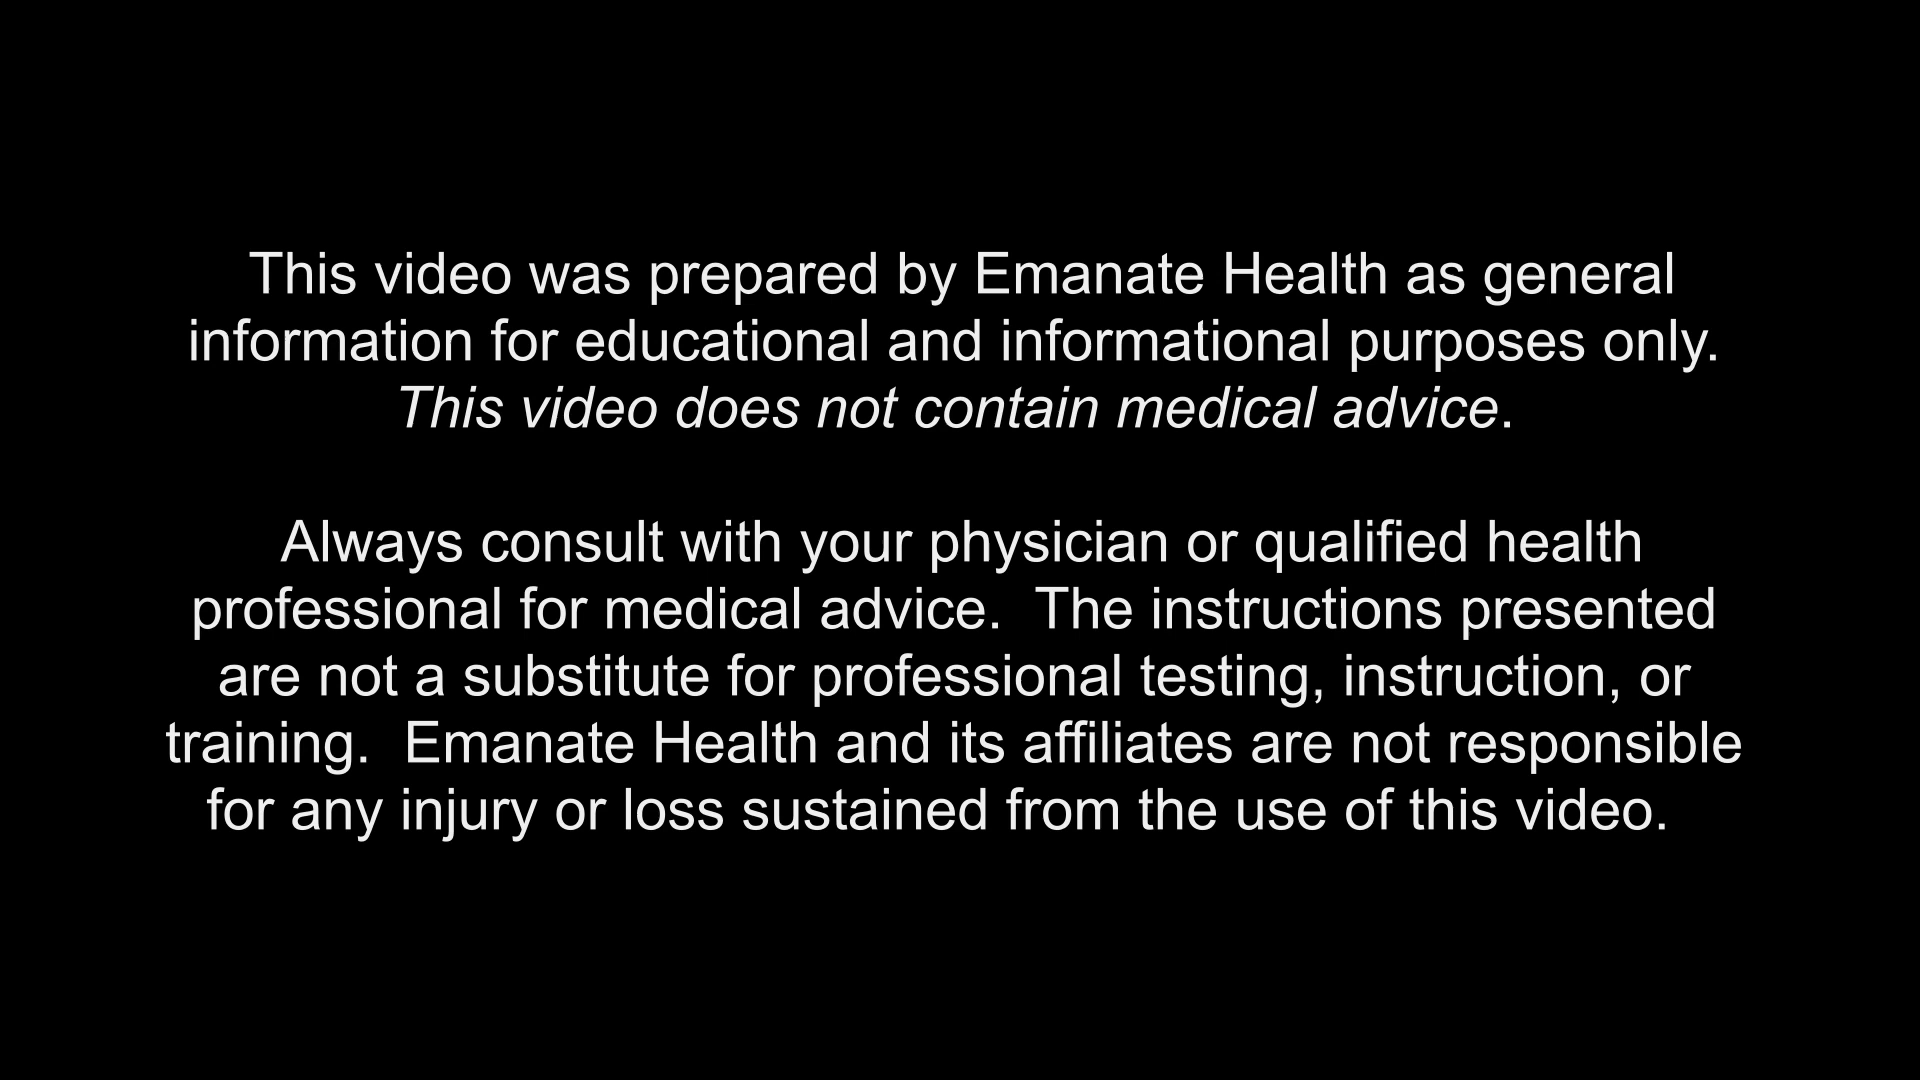 This video was prepared by Emanate Health as general
information for educational and informational purposes only.
This video does not contain medical advice.
Always consult with your physician or qualified health
professional for medical advice.  The instructions presented
are not a substitute for professional testing, instruction, or
training.  Emanate Health and its affiliates are not responsible
for any injury or loss sustained from the use of this video.